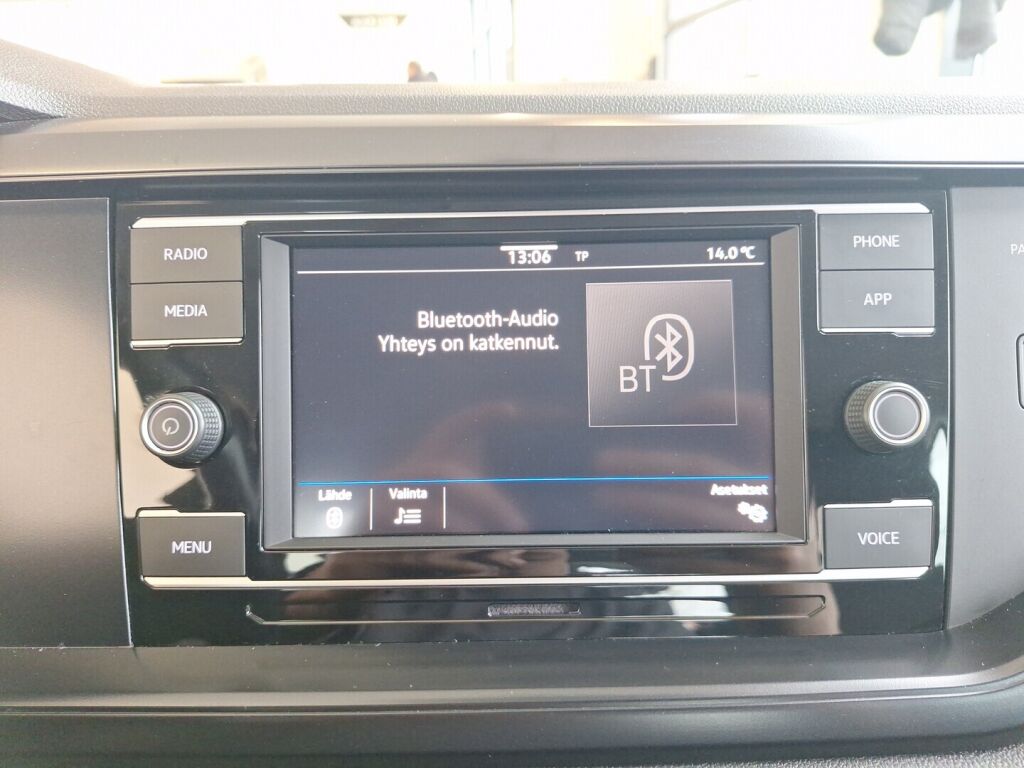 RADIO
MEDIA
MENU
13:06 TP 14.0°C
Bluetooth-Audio
Yhteys on katkennut.
BT
Lähde Valinta Asetukset
PHONE
APP
VOICE
PA